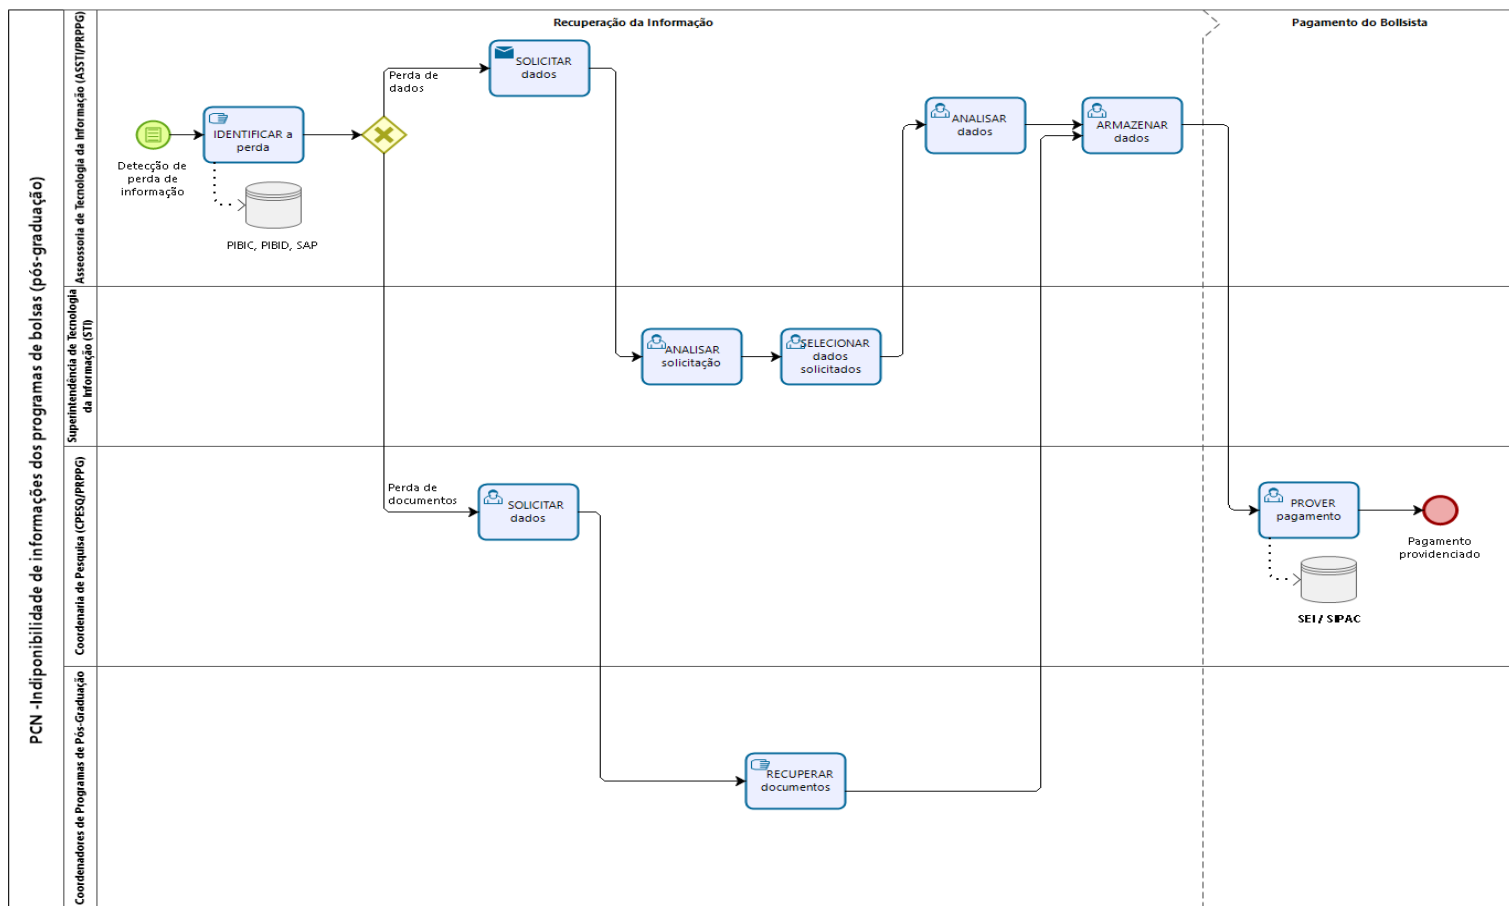 PCN -Indiponibilidade de informações dos programas de bolsas (pós-graduação)
Recuperação da Informação
Pagamento do Bollsista
Asseossoria de Tecnologia da Informação (ASSTI/PRPPG)
Detecção de
perda de
informação
IDENTIFICAR a
perda
PIBIC, PIBID, SAP
Perda de
dados
SOLICITAR
dados
ANALISAR
dados
ARMAZENAR
dados
Superintendência de Tecnologia
da Informação (STI)
ANALISAR
solicitação
SELECIONAR
dados
solicitados
Coordenaria de Pesquisa (CPESQ/PRPPG)
Perda de
documentos
SOLICITAR
dados
PROVER
pagamento
Pagamento
providenciado
SEI / SIPAC
Coordenadores de Programas de Pós-Graduação
RECUPERAR
documentos